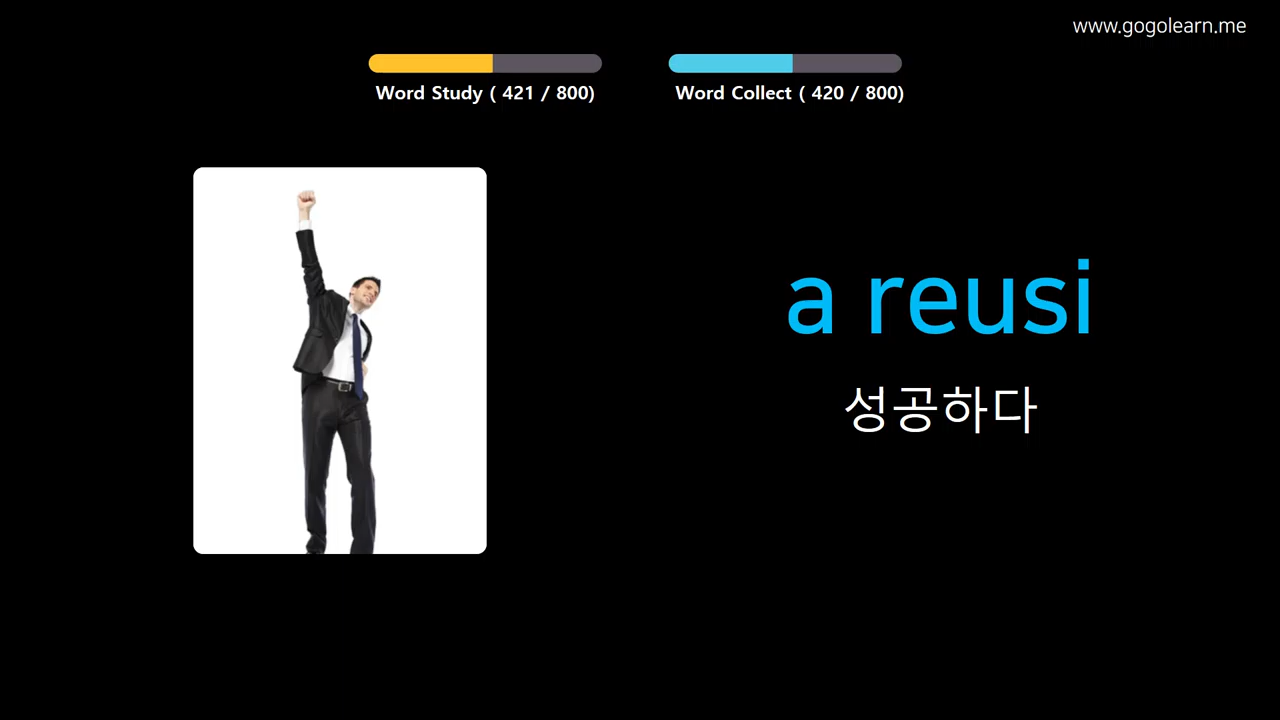 www.gogolearn.me
Word Study ( 421 / 800)
Word Collect ( 420 / 800)
a reusi
성공하다